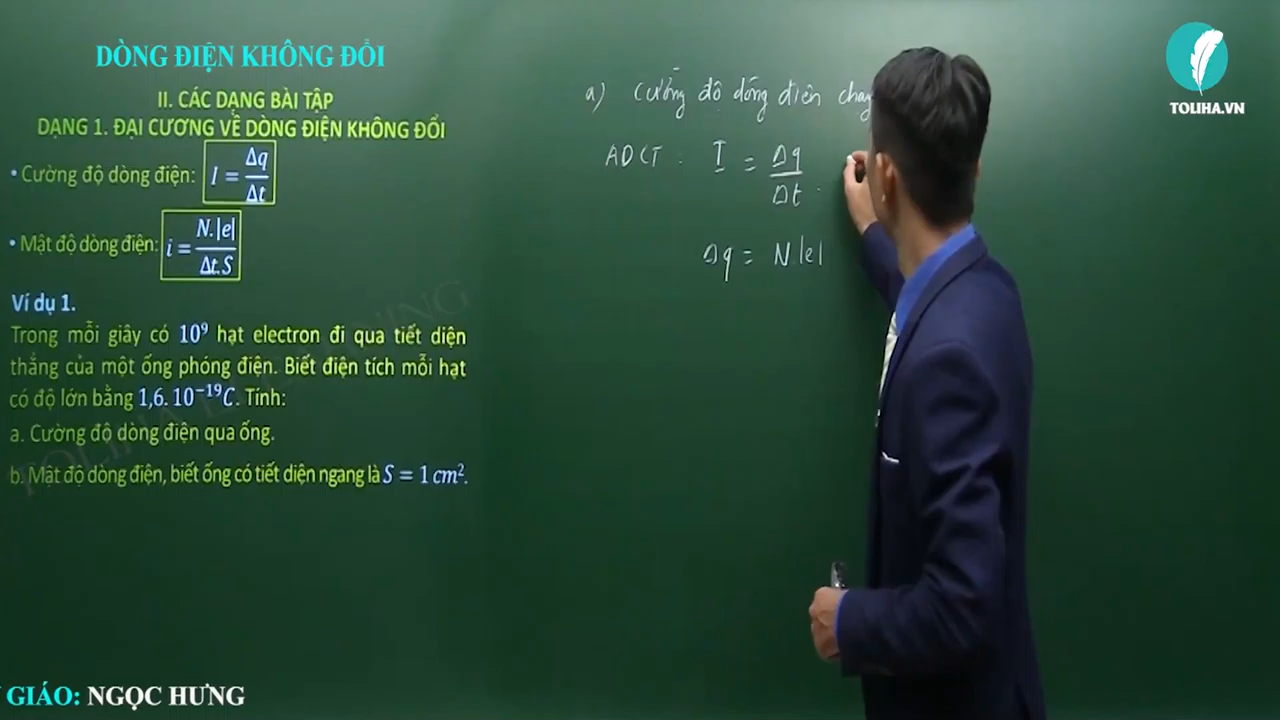 DÒNG ĐIỆN KHÔNG ĐỔI
II. CÁC DẠNG BÀI TẬP
DẠNG 1. ĐẠI CƯƠNG VỀ DÒNG ĐIỆN KHÔNG ĐỔI
• Cường độ dòng điện: I = Δq/Δt
• Mật độ dòng điện: i = N.|e|/Δt.S
Ví dụ 1.
Trong mỗi giây có 10⁹ hạt electron đi qua tiết diện
thẳng của một ống phóng điện. Biết điện tích mỗi hạt
có độ lớn bằng 1,6. 10⁻¹⁹C. Tính:
a. Cường độ dòng điện qua ống.
b. Mật độ dòng điện, biết ống có tiết diện ngang là S = 1 cm².
a) Cường độ dòng điện chạy
ADCT : I = Δq/Δt
Δq = N|e|
TOLIHA.VN
GIÁO: NGỌC HƯNG